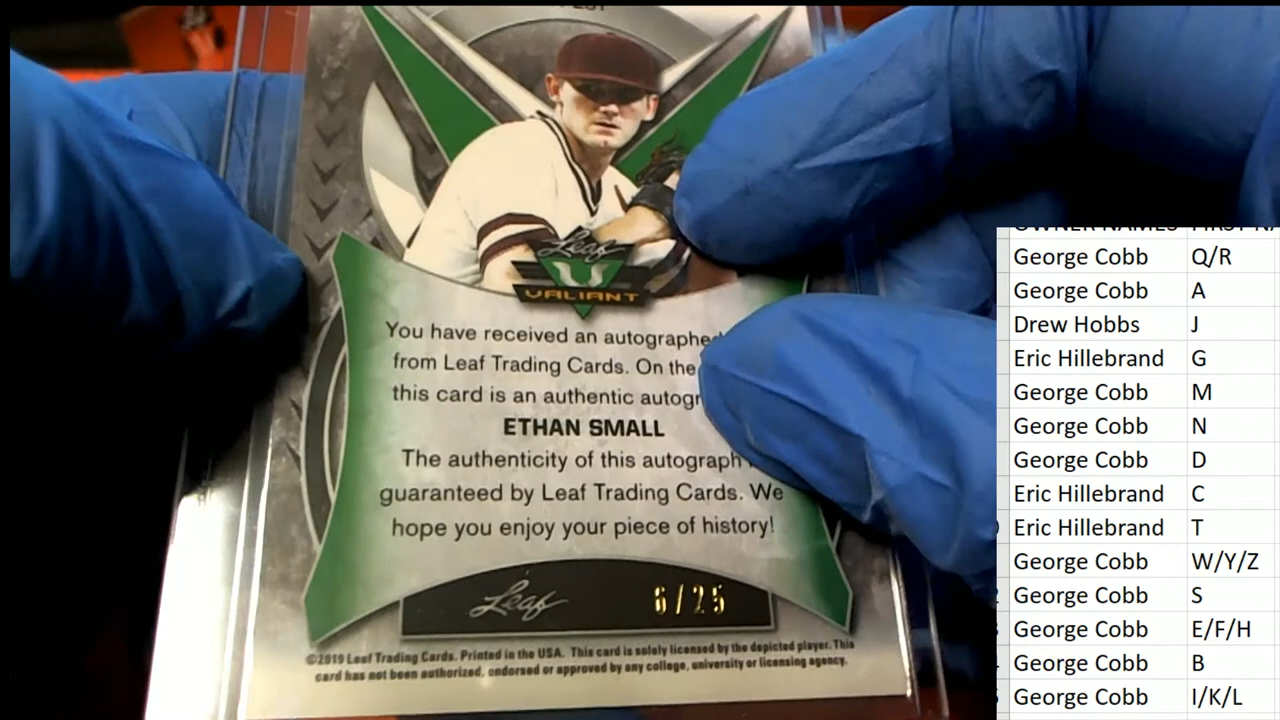 Leaf
VALIANT
You have received an autographe
from Leaf Trading Cards. On the
this card is an authentic autogr
ETHAN SMALL
The authenticity of this autograph
guaranteed by Leaf Trading Cards. We
hope you enjoy your piece of history!
Leaf 6/25
©2019 Leaf Trading Cards. Printed in the USA. This card is solely licensed by the depicted player. This
card has not been authorized, endorsed or approved by any college, university or licensing agency.
OWNER NAMES FIRST NA
George Cobb Q/R
George Cobb A
Drew Hobbs J
Eric Hillebrand G
George Cobb M
George Cobb N
George Cobb D
Eric Hillebrand C
Eric Hillebrand T
George Cobb W/Y/Z
George Cobb S
George Cobb E/F/H
George Cobb B
George Cobb I/K/L